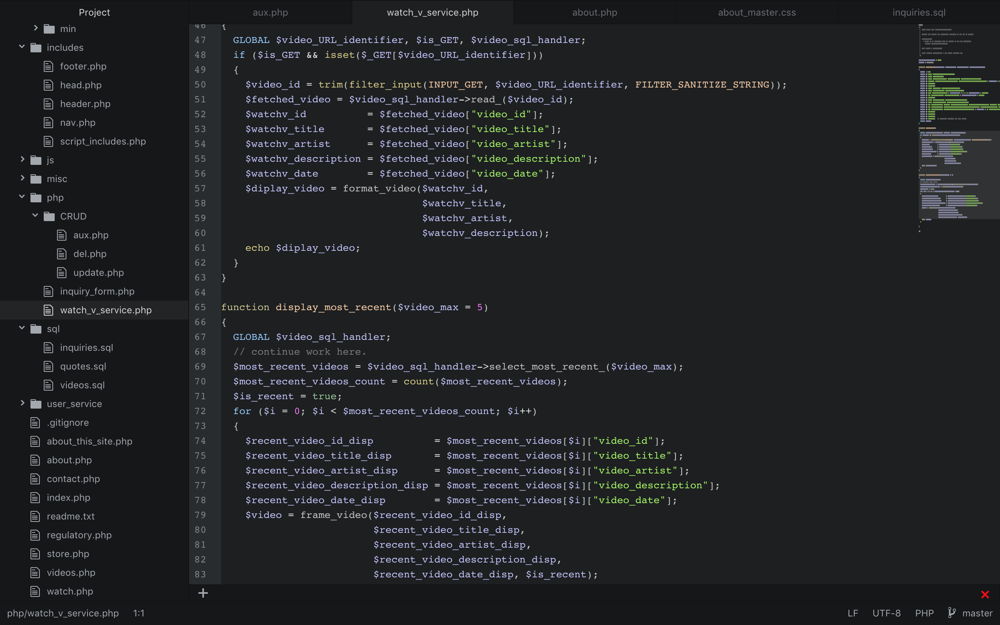 Project
min
includes
footer.php
head.php
header.php
nav.php
script_includes.php
js
misc
php
CRUD
aux.php
del.php
update.php
inquiry_form.php
watch_v_service.php
sql
inquiries.sql
quotes.sql
videos.sql
user_service
.gitignore
about_this_site.php
about.php
contact.php
index.php
readme.txt
regulatory.php
store.php
videos.php
watch.php
aux.php
watch_v_service.php
about.php
about_master.css
inquiries.sql
46 {
47   GLOBAL $video_URL_identifier, $is_GET, $video_sql_handler;
48   if ($is_GET && isset($_GET[$video_URL_identifier]))
49   {
50     $video_id = trim(filter_input(INPUT_GET, $video_URL_identifier, FILTER_SANITIZE_STRING));
51     $fetched_video = $video_sql_handler->read_($video_id);
52     $watchv_id          = $fetched_video["video_id"];
53     $watchv_title       = $fetched_video["video_title"];
54     $watchv_artist      = $fetched_video["video_artist"];
55     $watchv_description = $fetched_video["video_description"];
56     $watchv_date        = $fetched_video["video_date"];
57     $diplay_video = format_video($watchv_id,
58                                  $watchv_title,
59                                  $watchv_artist,
60                                  $watchv_description);
61     echo $diplay_video;
62   }
63 }
64
65 function display_most_recent($video_max = 5)
66 {
67   GLOBAL $video_sql_handler;
68   // continue work here.
69   $most_recent_videos = $video_sql_handler->select_most_recent_($video_max);
70   $most_recent_videos_count = count($most_recent_videos);
71   $is_recent = true;
72   for ($i = 0; $i < $most_recent_videos_count; $i++)
73   {
74     $recent_video_id_disp          = $most_recent_videos[$i]["video_id"];
75     $recent_video_title_disp       = $most_recent_videos[$i]["video_title"];
76     $recent_video_artist_disp      = $most_recent_videos[$i]["video_artist"];
77     $recent_video_description_disp = $most_recent_videos[$i]["video_description"];
78     $recent_video_date_disp        = $most_recent_videos[$i]["video_date"];
79     $video = frame_video($recent_video_id_disp,
80                          $recent_video_title_disp,
81                          $recent_video_artist_disp,
82                          $recent_video_description_disp,
83                          $recent_video_date_disp, $is_recent);
php/watch_v_service.php 1:1
LF UTF-8 PHP master